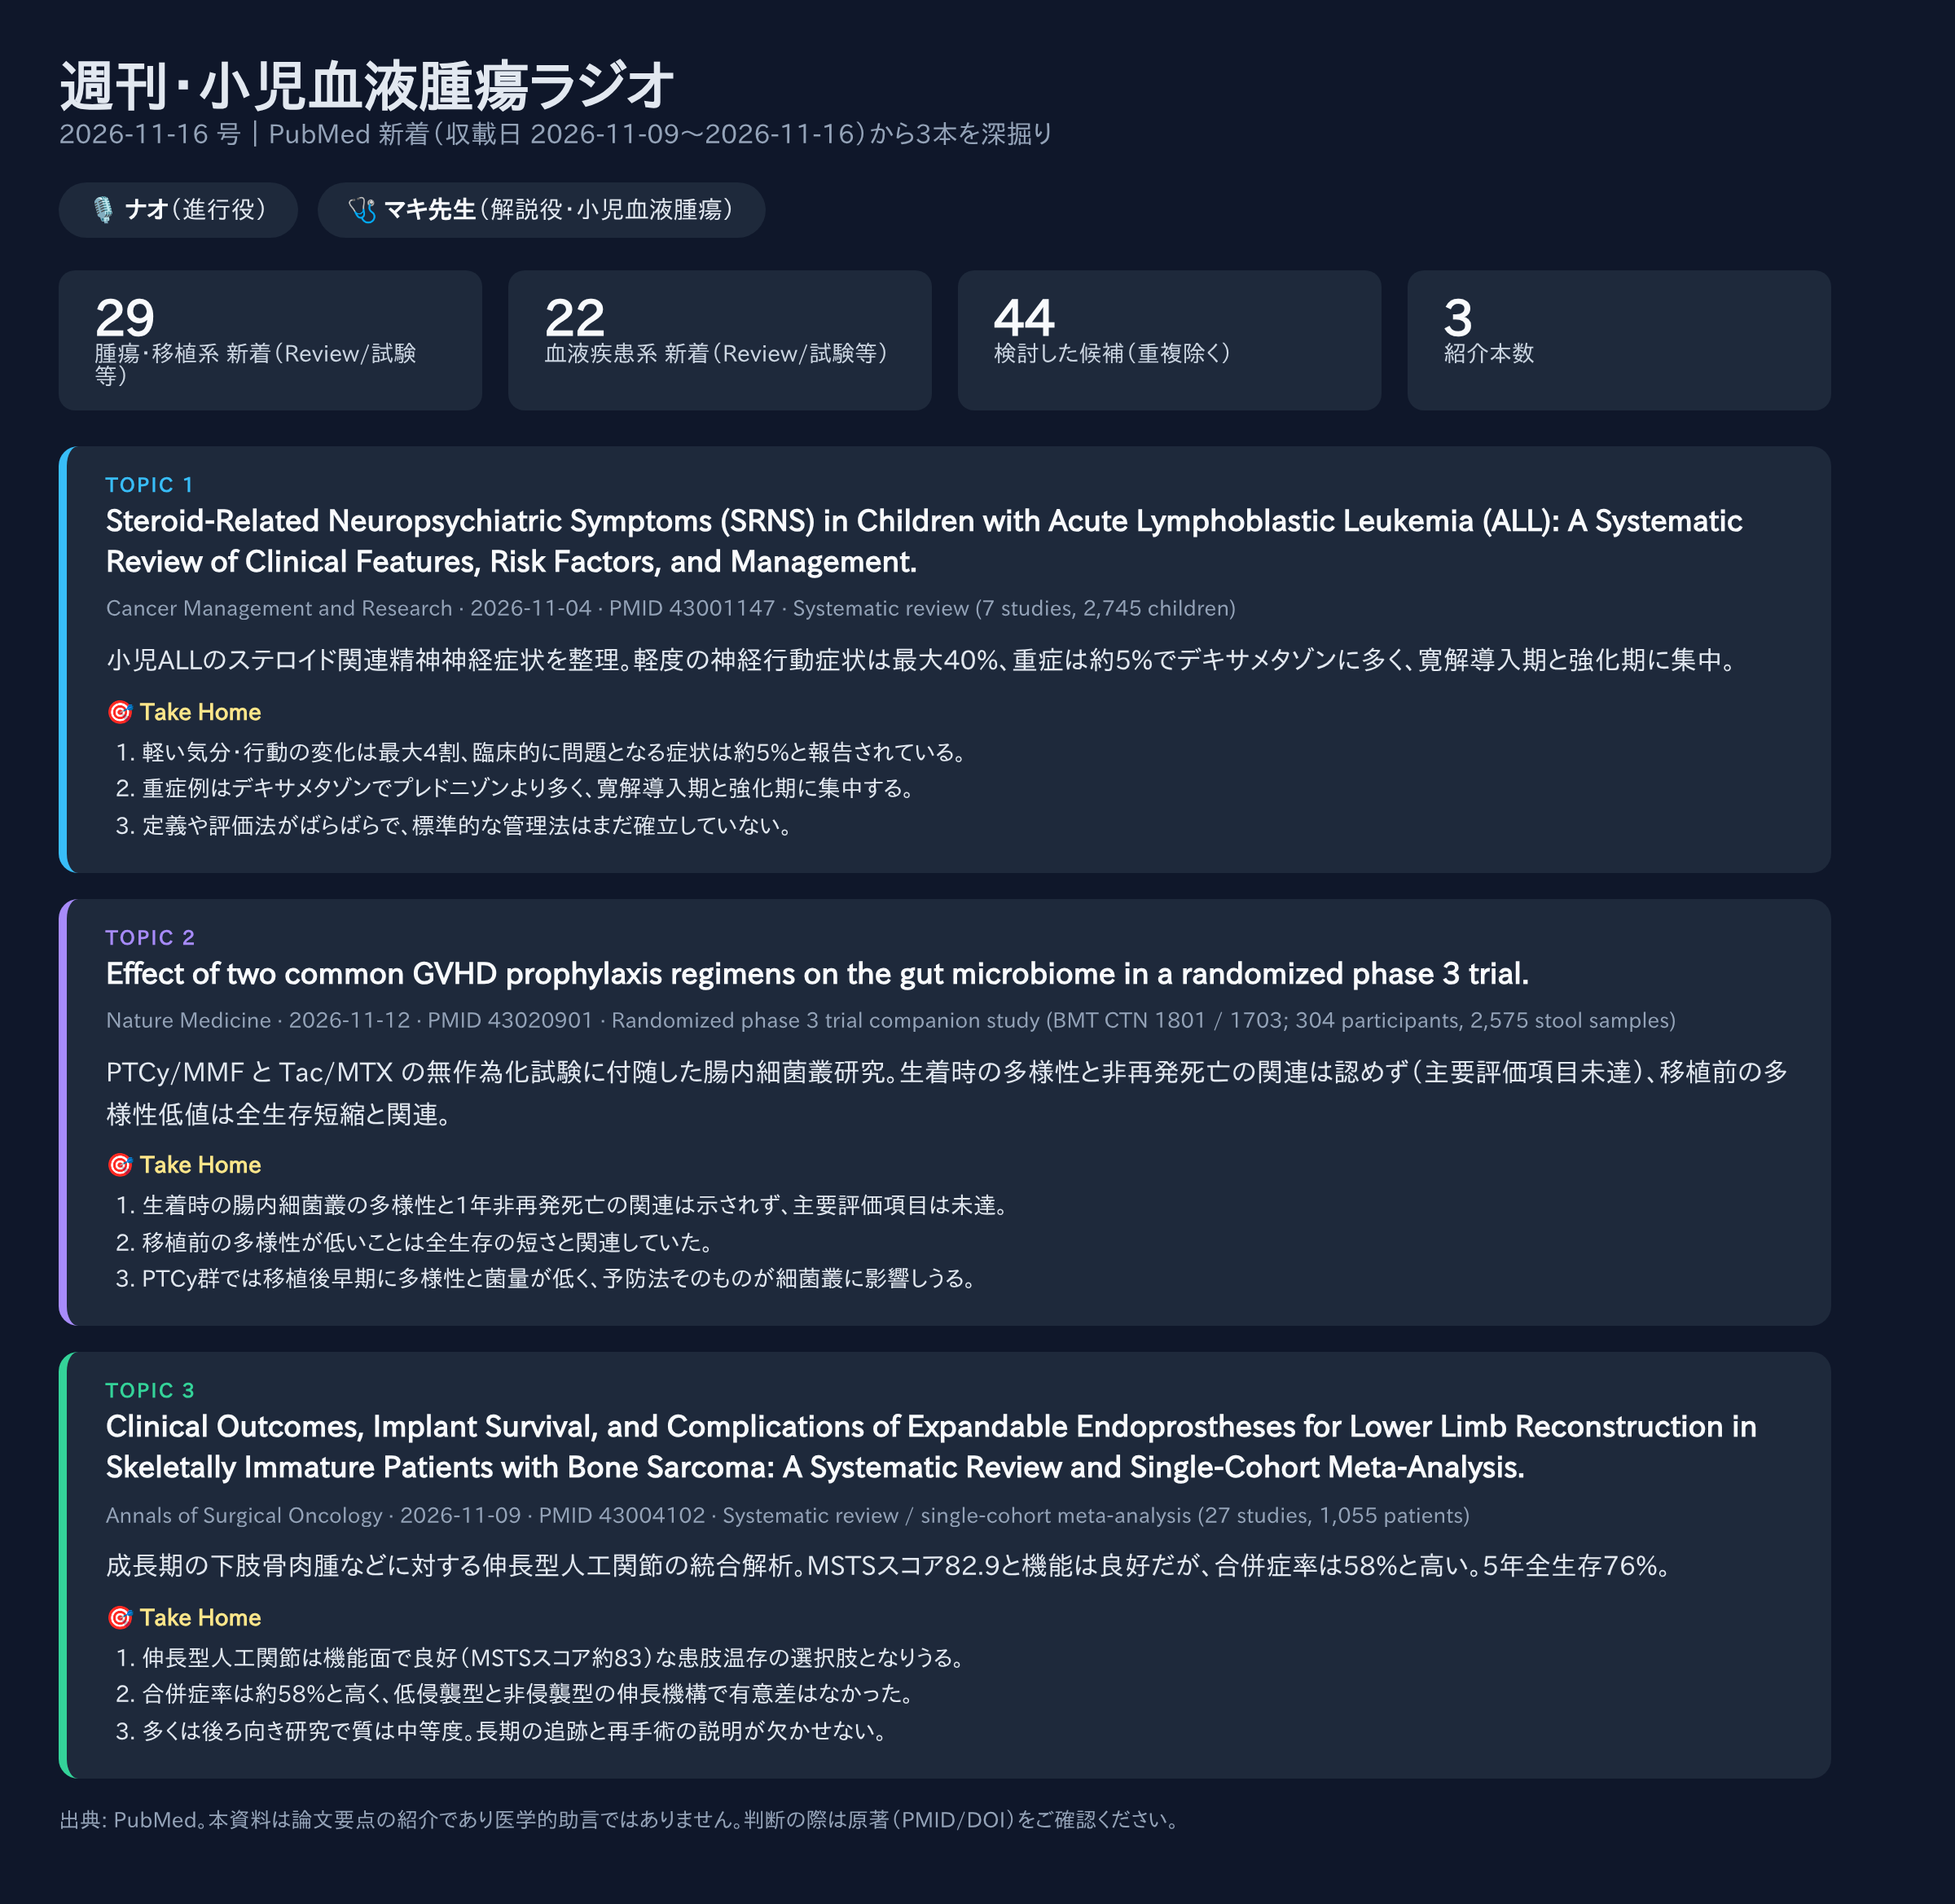 週刊・小児血液腫瘍ラジオ
2026-11-16 号 | PubMed 新着（収載日 2026-11-09〜2026-11-16）から3本を深掘り
🎙️ ナオ（進行役）
🩺 マキ先生（解説役・小児血液腫瘍）
29
腫瘍・移植系 新着（Review/試験
等）
22
血液疾患系 新着（Review/試験等）
44
検討した候補（重複除く）
3
紹介本数
TOPIC 1
Steroid-Related Neuropsychiatric Symptoms (SRNS) in Children with Acute Lymphoblastic Leukemia (ALL): A Systematic
Review of Clinical Features, Risk Factors, and Management.
Cancer Management and Research · 2026-11-04 · PMID 43001147 · Systematic review (7 studies, 2,745 children)
小児ALLのステロイド関連精神神経症状を整理。軽度の神経行動症状は最大40%、重症は約5%でデキサメタゾンに多く、寛解導入期と強化期に集中。
🎯 Take Home
1. 軽い気分・行動の変化は最大4割、臨床的に問題となる症状は約5%と報告されている。
2. 重症例はデキサメタゾンでプレドニゾンより多く、寛解導入期と強化期に集中する。
3. 定義や評価法がばらばらで、標準的な管理法はまだ確立していない。
TOPIC 2
Effect of two common GVHD prophylaxis regimens on the gut microbiome in a randomized phase 3 trial.
Nature Medicine · 2026-11-12 · PMID 43020901 · Randomized phase 3 trial companion study (BMT CTN 1801 / 1703; 304 participants, 2,575 stool samples)
PTCy/MMF と Tac/MTX の無作為化試験に付随した腸内細菌叢研究。生着時の多様性と非再発死亡の関連は認めず（主要評価項目未達）、移植前の多
様性低値は全生存短縮と関連。
🎯 Take Home
1. 生着時の腸内細菌叢の多様性と1年非再発死亡の関連は示されず、主要評価項目は未達。
2. 移植前の多様性が低いことは全生存の短さと関連していた。
3. PTCy群では移植後早期に多様性と菌量が低く、予防法そのものが細菌叢に影響しうる。
TOPIC 3
Clinical Outcomes, Implant Survival, and Complications of Expandable Endoprostheses for Lower Limb Reconstruction in
Skeletally Immature Patients with Bone Sarcoma: A Systematic Review and Single-Cohort Meta-Analysis.
Annals of Surgical Oncology · 2026-11-09 · PMID 43004102 · Systematic review / single-cohort meta-analysis (27 studies, 1,055 patients)
成長期の下肢骨肉腫などに対する伸長型人工関節の統合解析。MSTSスコア82.9と機能は良好だが、合併症率は58%と高い。5年全生存76%。
🎯 Take Home
1. 伸長型人工関節は機能面で良好（MSTSスコア約83）な患肢温存の選択肢となりうる。
2. 合併症率は約58%と高く、低侵襲型と非侵襲型の伸長機構で有意差はなかった。
3. 多くは後ろ向き研究で質は中等度。長期の追跡と再手術の説明が欠かせない。
出典: PubMed。本資料は論文要点の紹介であり医学的助言ではありません。判断の際は原著（PMID/DOI）をご確認ください。